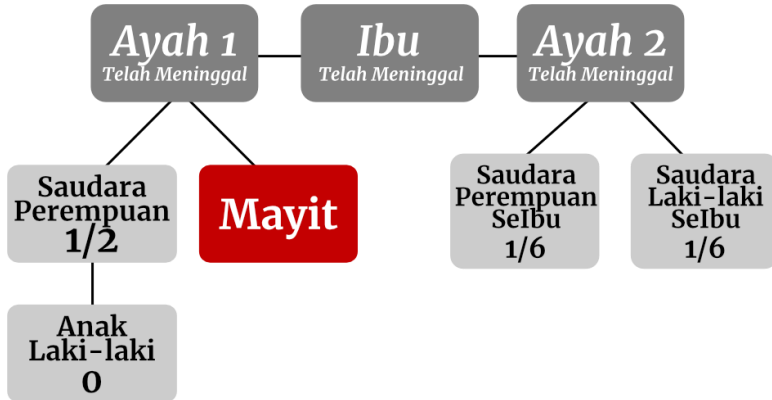 Ayah 1
Telah Meninggal
Ibu
Telah Meninggal
Ayah 2
Telah Meninggal
Saudara
Perempuan
1/2
Mayit
Saudara
Perempuan
SeIbu
1/6
Saudara
Laki-laki
SeIbu
1/6
Anak
Laki-laki
0